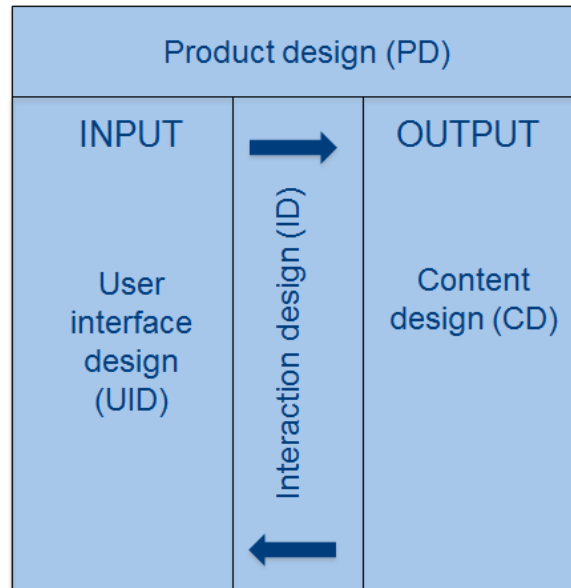 Product design (PD)
INPUT
OUTPUT
User
interface
design
(UID)
Interaction design (ID)
Content
design (CD)